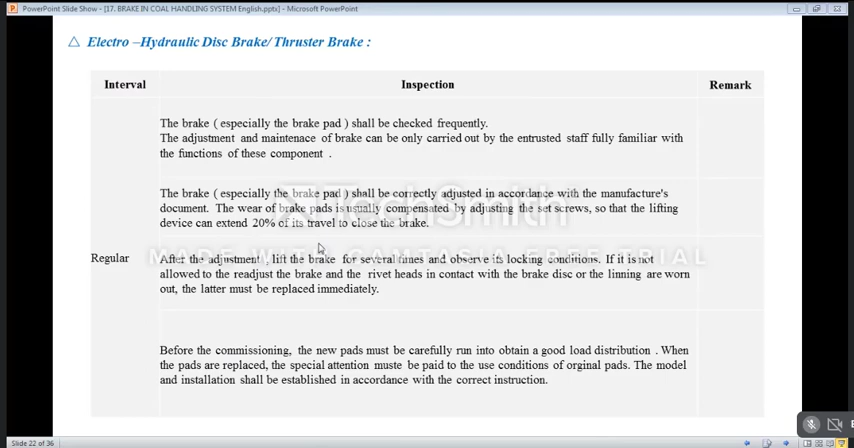 PowerPoint Slide Show - [17. BRAKE IN COAL HANDLING SYSTEM English.pptx] - Microsoft PowerPoint
△ Electro –Hydraulic Disc Brake/ Thruster Brake :
Interval Inspection Remark
The brake ( especially the brake pad ) shall be checked frequently.
The adjustment and maintenace of brake can be only carried out by the entrusted staff fully familiar with
the functions of these component .
The brake ( especially the brake pad ) shall be correctly adjusted in accordance with the manufacture's
document. The wear of brake pads is usually compensated by adjusting the set screws, so that the lifting
device can extend 20% of its travel to close the brake.
TechSmith
MADE WITH CAMTASIA FREE TRIAL
Regular
After the adjustment , lift the brake for several times and observe its locking conditions. If it is not
allowed to the readjust the brake and the rivet heads in contact with the brake disc or the linning are worn
out, the latter must be replaced immediately.
Before the commissioning, the new pads must be carefully run into obtain a good load distribution . When
the pads are replaced, the special attention muste be paid to the use conditions of orginal pads. The model
and installation shall be established in accordance with the correct instruction.
Slide 22 of 36